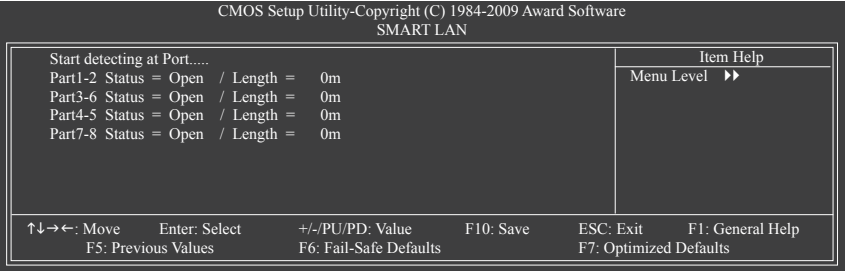 CMOS Setup Utility-Copyright (C) 1984-2009 Award Software
SMART LAN
Start detecting at Port.....
Part1-2 Status = Open / Length = 0m
Part3-6 Status = Open / Length = 0m
Part4-5 Status = Open / Length = 0m
Part7-8 Status = Open / Length = 0m
Item Help
Menu Level ▶▶
↑↓→←: Move Enter: Select +/-/PU/PD: Value F10: Save ESC: Exit F1: General Help
F5: Previous Values F6: Fail-Safe Defaults F7: Optimized Defaults